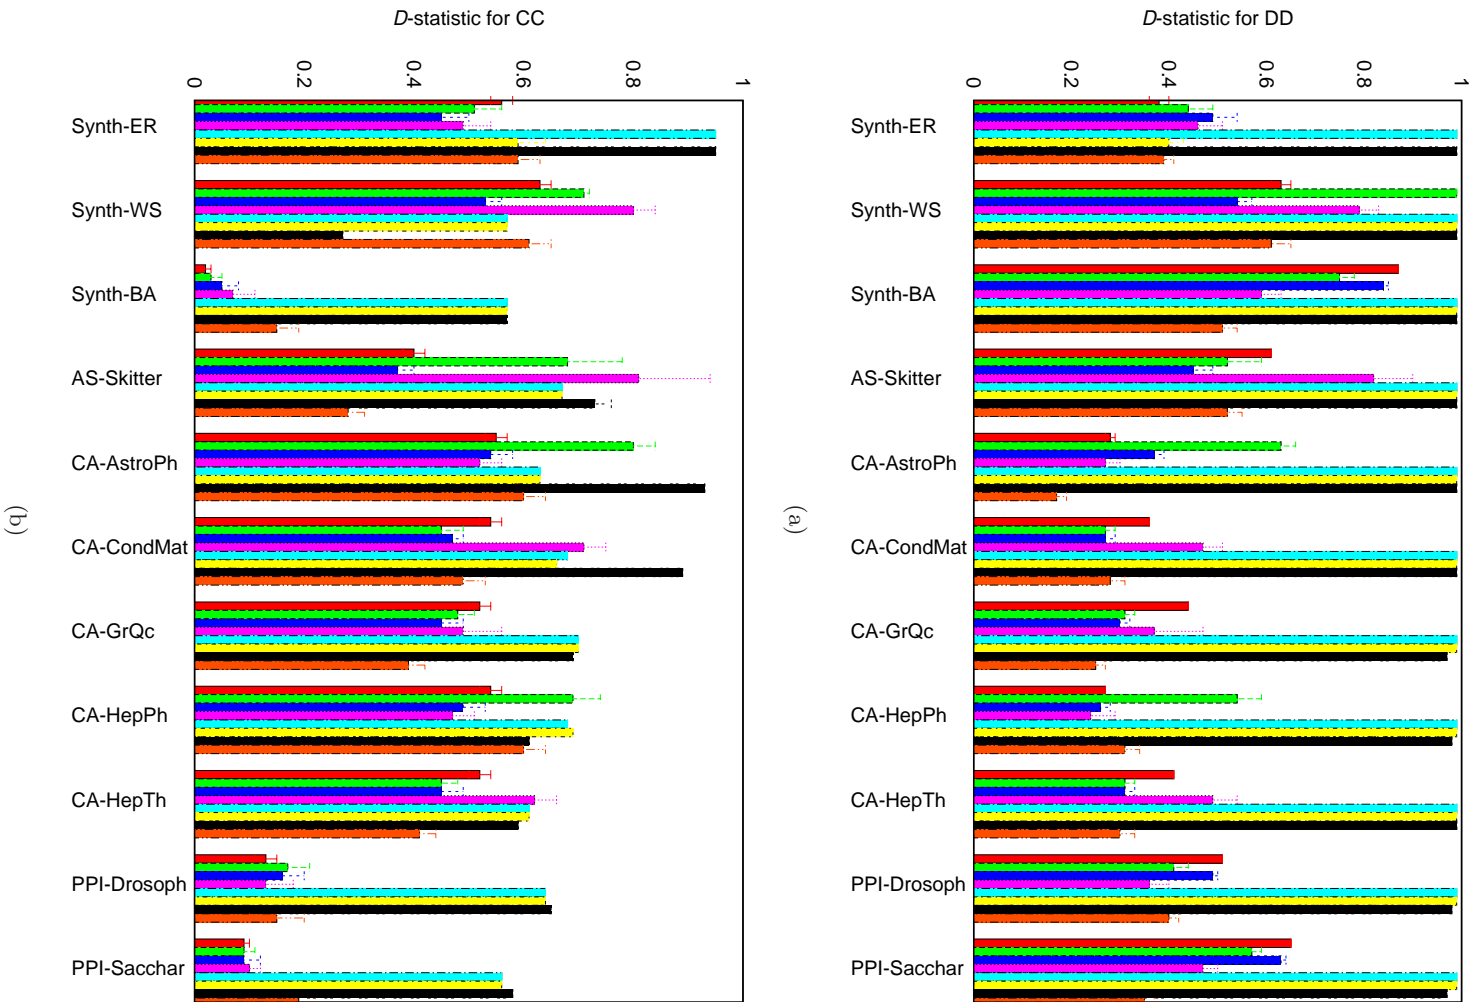 D-statistic for DD
0 0.2 0.4 0.6 0.8 1
Synth-ER
Synth-WS
Synth-BA
AS-Skitter
CA-AstroPh
CA-CondMat
CA-GrQc
CA-HepPh
CA-HepTh
PPI-Drosoph
PPI-Sacchar
(a)
D-statistic for CC
0 0.2 0.4 0.6 0.8 1
Synth-ER
Synth-WS
Synth-BA
AS-Skitter
CA-AstroPh
CA-CondMat
CA-GrQc
CA-HepPh
CA-HepTh
PPI-Drosoph
PPI-Sacchar
(b)